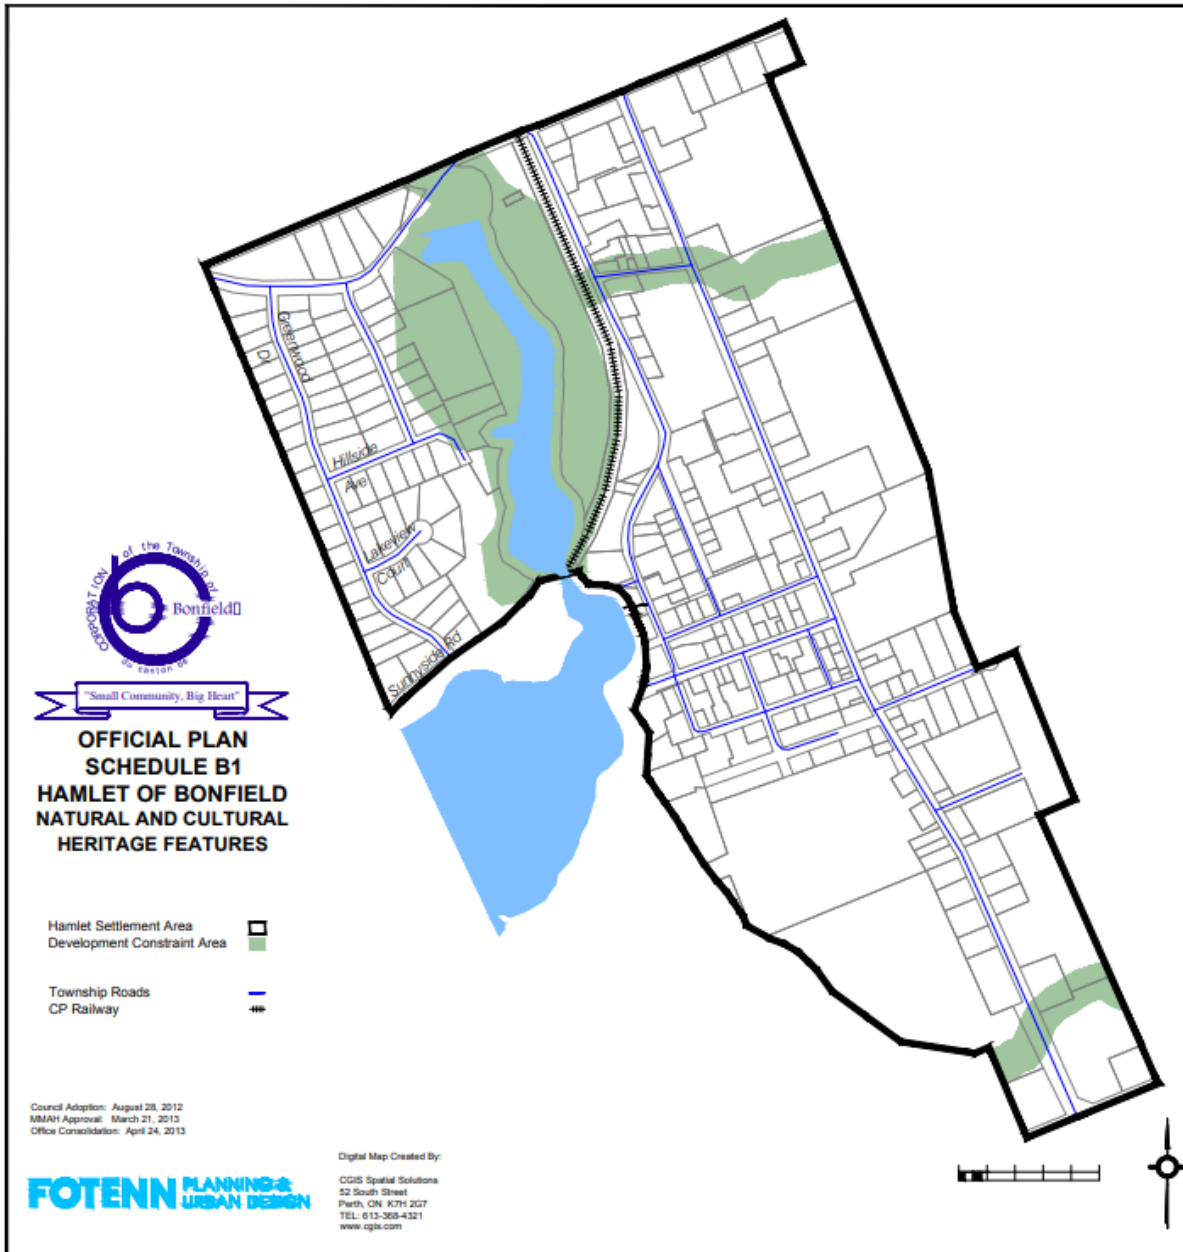 CORPORATION of the Township of
Bonfield
du canton de
"Small Community, Big Heart"
OFFICIAL PLAN
SCHEDULE B1
HAMLET OF BONFIELD
NATURAL AND CULTURAL
HERITAGE FEATURES
Hamlet Settlement Area
Development Constraint Area
Township Roads
CP Railway
Greenwood
Dr
Hillside
Ave
Lakeview
Court
Sunnyside Rd
Council Adoption: August 28, 2012
MMAH Approval: March 21, 2013
Office Consolidation: April 24, 2013
FOTENN PLANNING &
URBAN DESIGN
Digital Map Created By:
CGIS Spatial Solutions
52 South Street
Perth, ON K7H 2G7
TEL: 613-368-4321
www.cgis.com